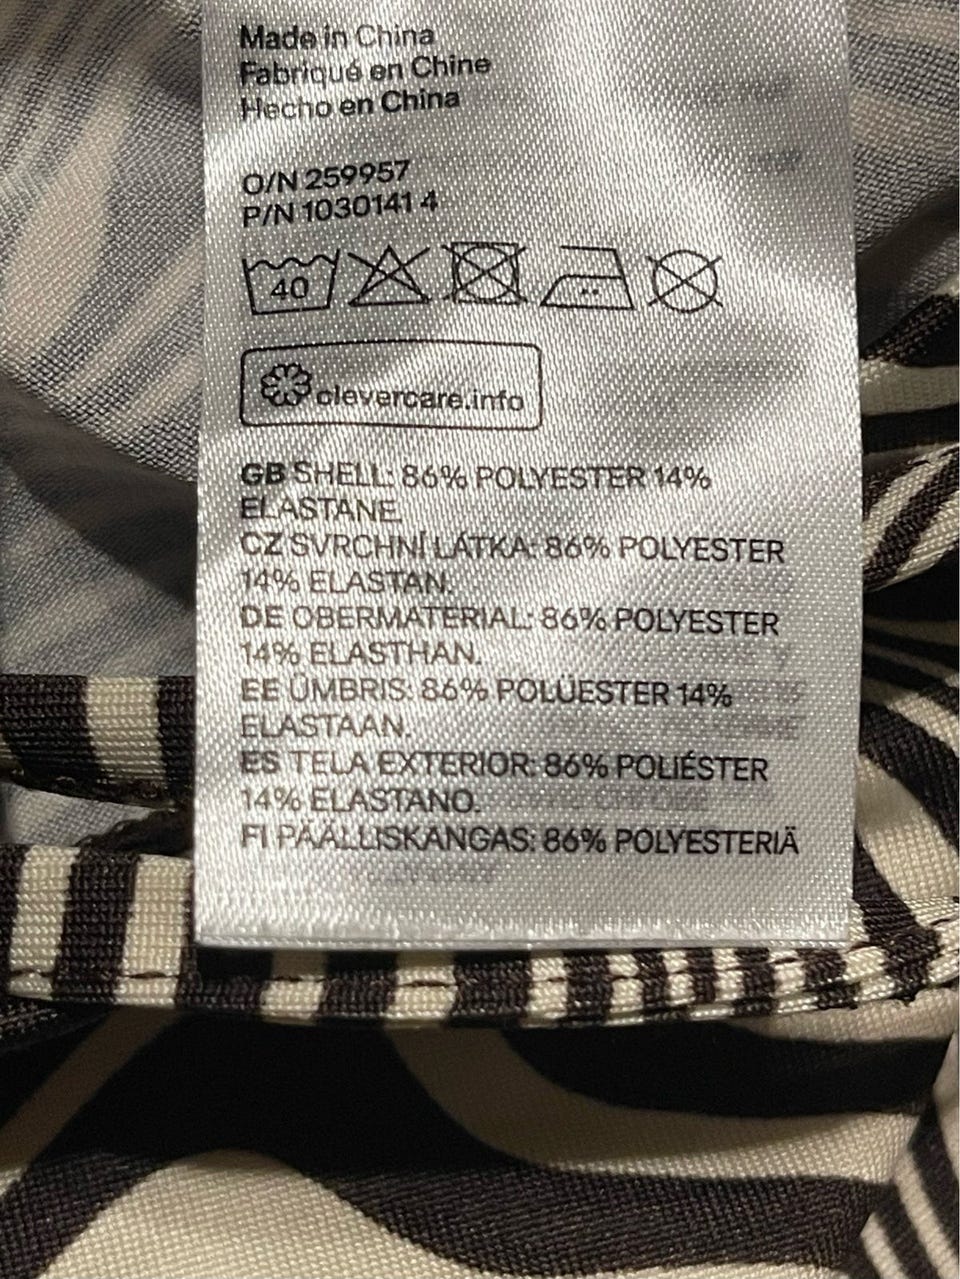 Made in China
Fabriqué en Chine
Hecho en China
O/N 259957
P/N 1030141 4
40
clevercare.info
GB SHELL: 86% POLYESTER 14%
ELASTANE.
CZ SVRCHNÍ LÁTKA: 86% POLYESTER
14% ELASTAN.
DE OBERMATERIAL: 86% POLYESTER
14% ELASTHAN.
EE ÜMBRIS: 86% POLÜESTER 14%
ELASTAAN.
ES TELA EXTERIOR: 86% POLIÉSTER
14% ELASTANO.
FI PÄÄLLISKANGAS: 86% POLYESTERIÄ